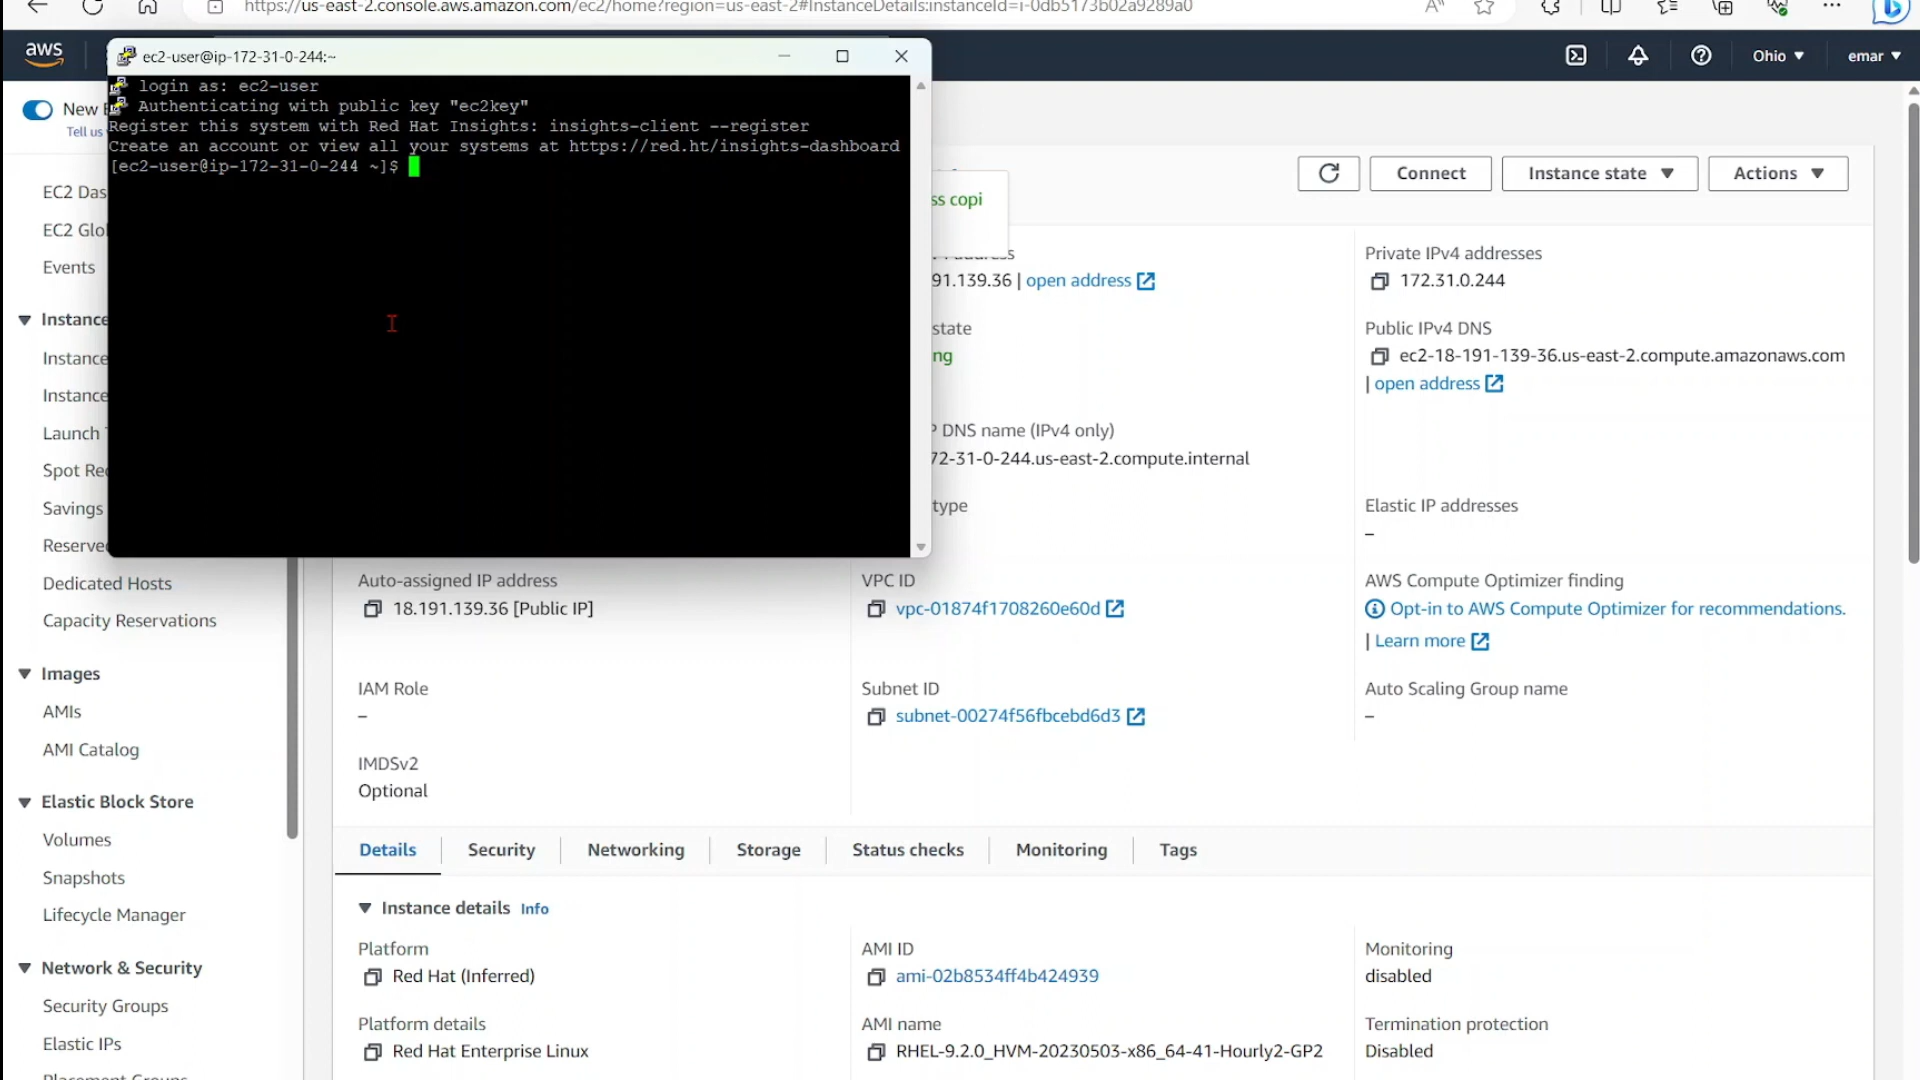 https://us-east-2.console.aws.amazon.com/ec2/home?region=us-east-2#InstanceDetails:instanceId=i-0db5173b02a9289a0
aws
Ohio
emar
ec2-user@ip-172-31-0-244:~
login as: ec2-user
Authenticating with public key "ec2key"
Register this system with Red Hat Insights: insights-client --register
Create an account or view all your systems at https://red.ht/insights-dashboard
[ec2-user@ip-172-31-0-244 ~]$
New
Tell us
EC2 Das
EC2 Glo
Events
Instance
Instance
Instance
Launch
Spot Re
Savings
Reserve
Dedicated Hosts
Capacity Reservations
Images
AMIs
AMI Catalog
Elastic Block Store
Volumes
Snapshots
Lifecycle Manager
Network & Security
Security Groups
Elastic IPs
Placement Groups
Connect
Instance state
Actions
ss copi
91.139.36 | open address
state
ng
P DNS name (IPv4 only)
72-31-0-244.us-east-2.compute.internal
type
Private IPv4 addresses
172.31.0.244
Public IPv4 DNS
ec2-18-191-139-36.us-east-2.compute.amazonaws.com
| open address
Elastic IP addresses
–
Auto-assigned IP address
18.191.139.36 [Public IP]
VPC ID
vpc-01874f1708260e60d
AWS Compute Optimizer finding
Opt-in to AWS Compute Optimizer for recommendations.
| Learn more
IAM Role
–
Subnet ID
subnet-00274f56fbcebd6d3
Auto Scaling Group name
–
IMDSv2
Optional
Details
Security
Networking
Storage
Status checks
Monitoring
Tags
Instance details Info
Platform
Red Hat (Inferred)
AMI ID
ami-02b8534ff4b424939
Monitoring
disabled
Platform details
Red Hat Enterprise Linux
AMI name
RHEL-9.2.0_HVM-20230503-x86_64-41-Hourly2-GP2
Termination protection
Disabled